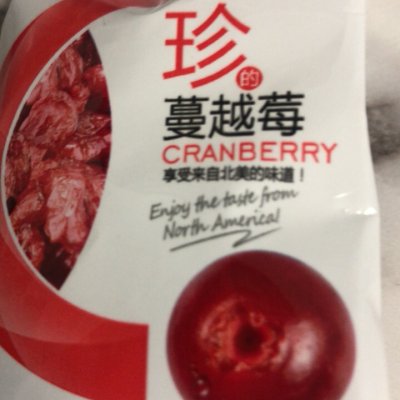 珍的
蔓越莓
CRANBERRY
享受来自北美的味道！
Enjoy the taste from
North America!